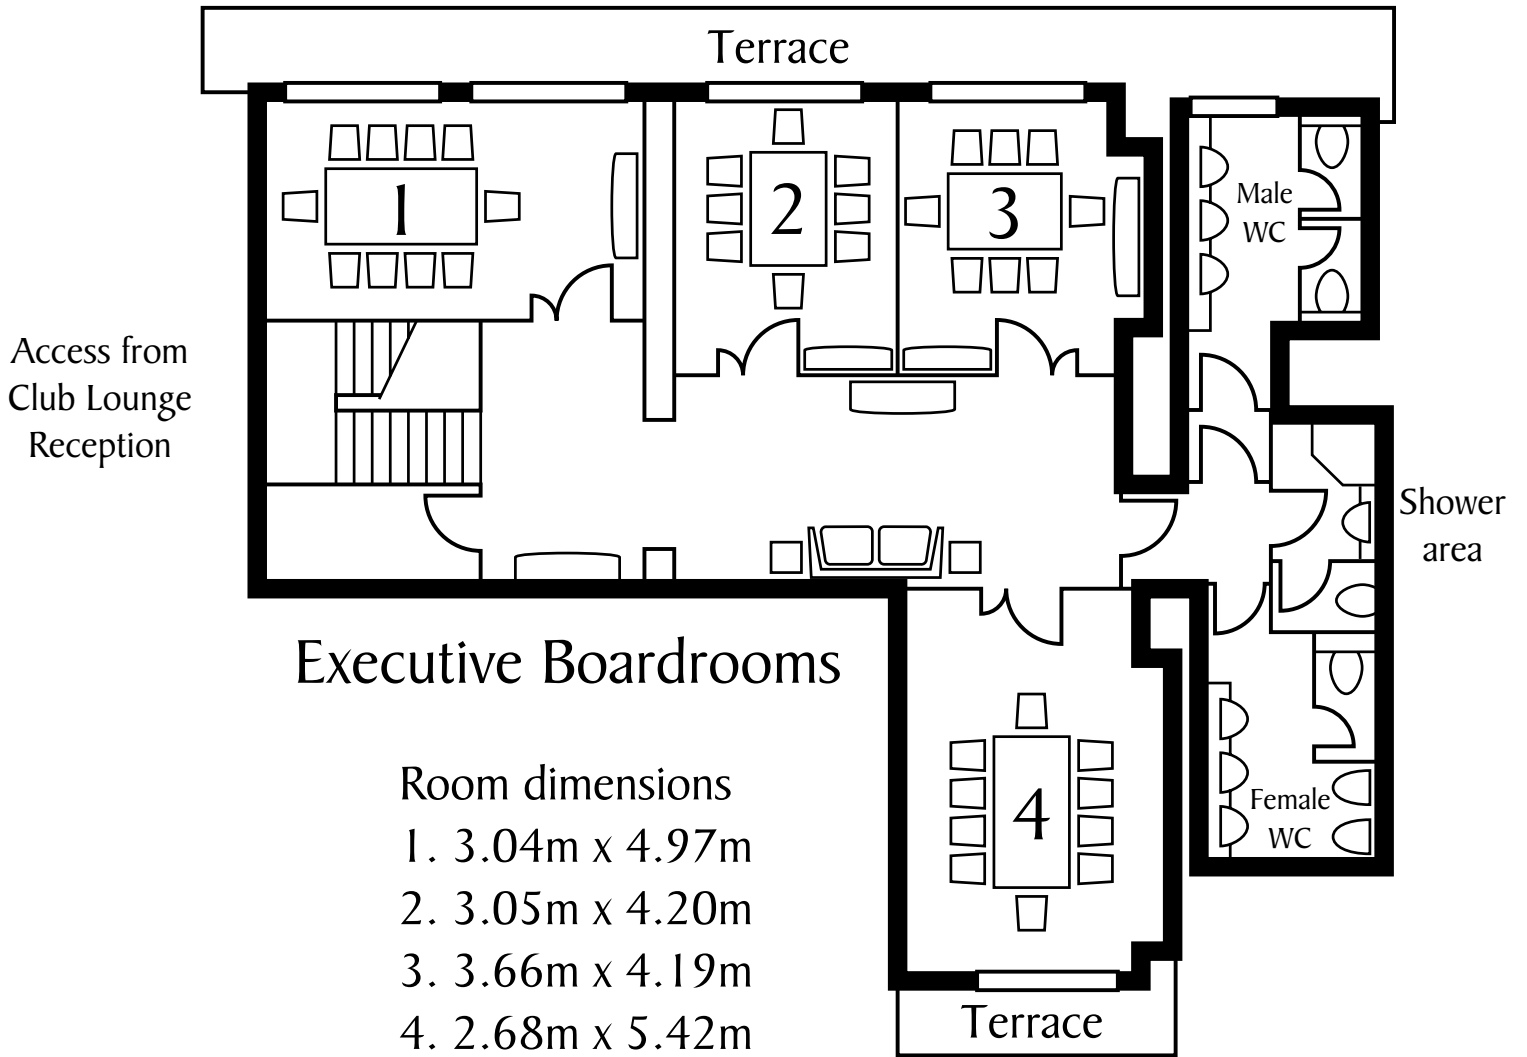 Terrace
1
2
3
Male
WC
Access from
Club Lounge
Reception
Shower
area
Executive Boardrooms
Room dimensions
1. 3.04m x 4.97m
2. 3.05m x 4.20m
3. 3.66m x 4.19m
4. 2.68m x 5.42m
4
Female
WC
Terrace